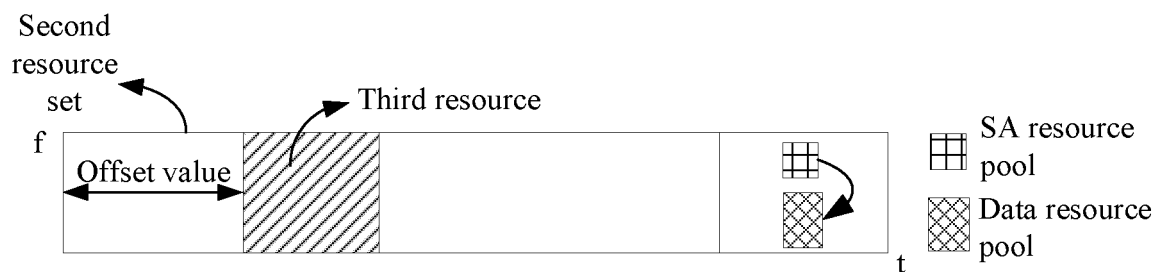 Second
resource
set
Third resource
f
Offset value
t
SA resource
pool
Data resource
pool